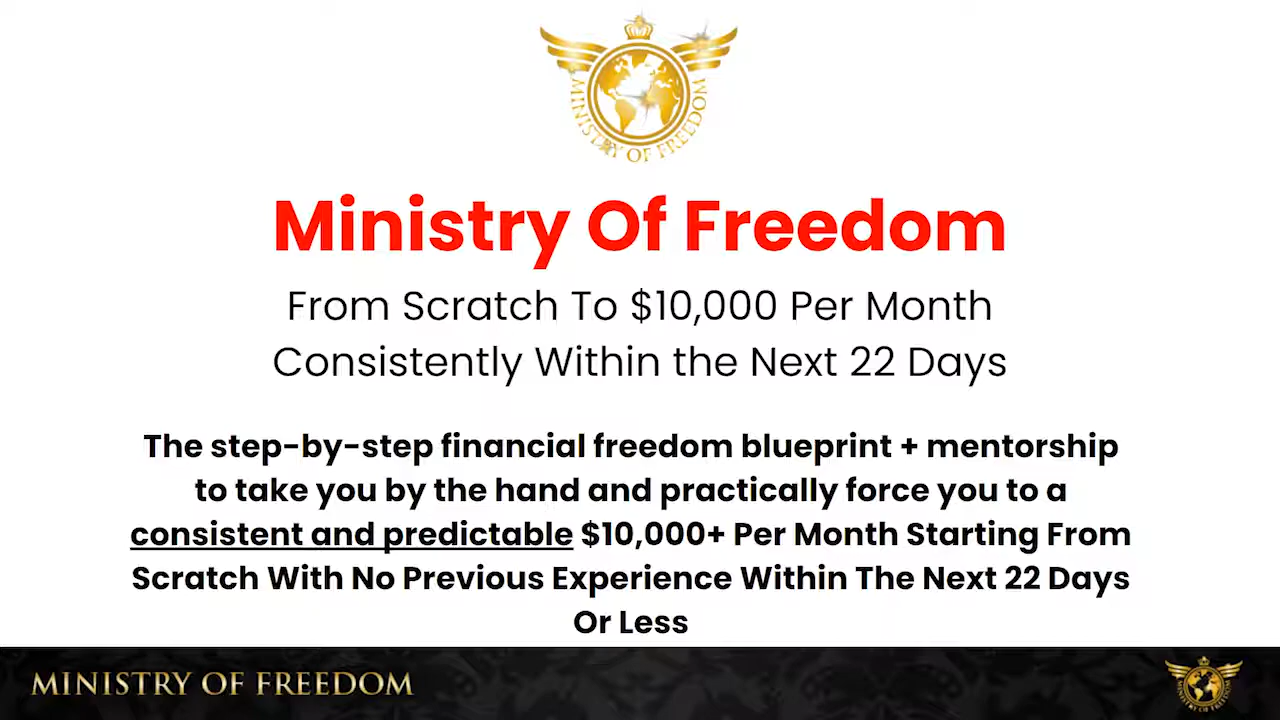 MINISTRY OF FREEDOM
Ministry Of Freedom
From Scratch To $10,000 Per Month
Consistently Within the Next 22 Days
The step-by-step financial freedom blueprint + mentorship
to take you by the hand and practically force you to a
consistent and predictable $10,000+ Per Month Starting From
Scratch With No Previous Experience Within The Next 22 Days
Or Less
MINISTRY OF FREEDOM
MINISTRY OF FREEDOM